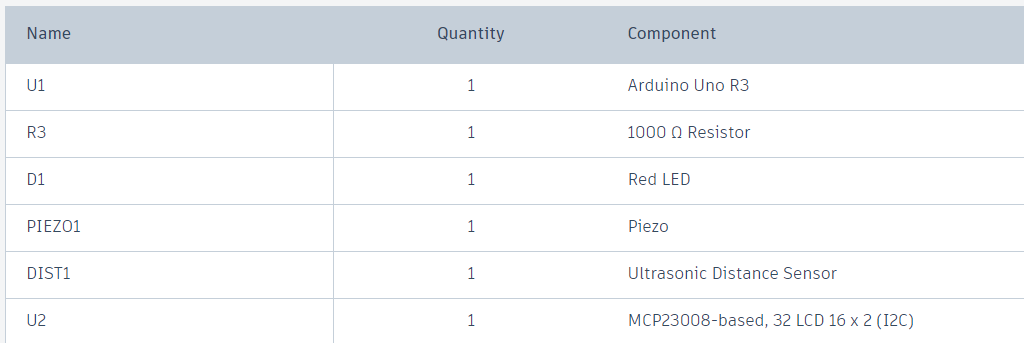 Name Quantity Component
U1 1 Arduino Uno R3
R3 1 1000 Ω Resistor
D1 1 Red LED
PIEZO1 1 Piezo
DIST1 1 Ultrasonic Distance Sensor
U2 1 MCP23008-based, 32 LCD 16 x 2 (I2C)